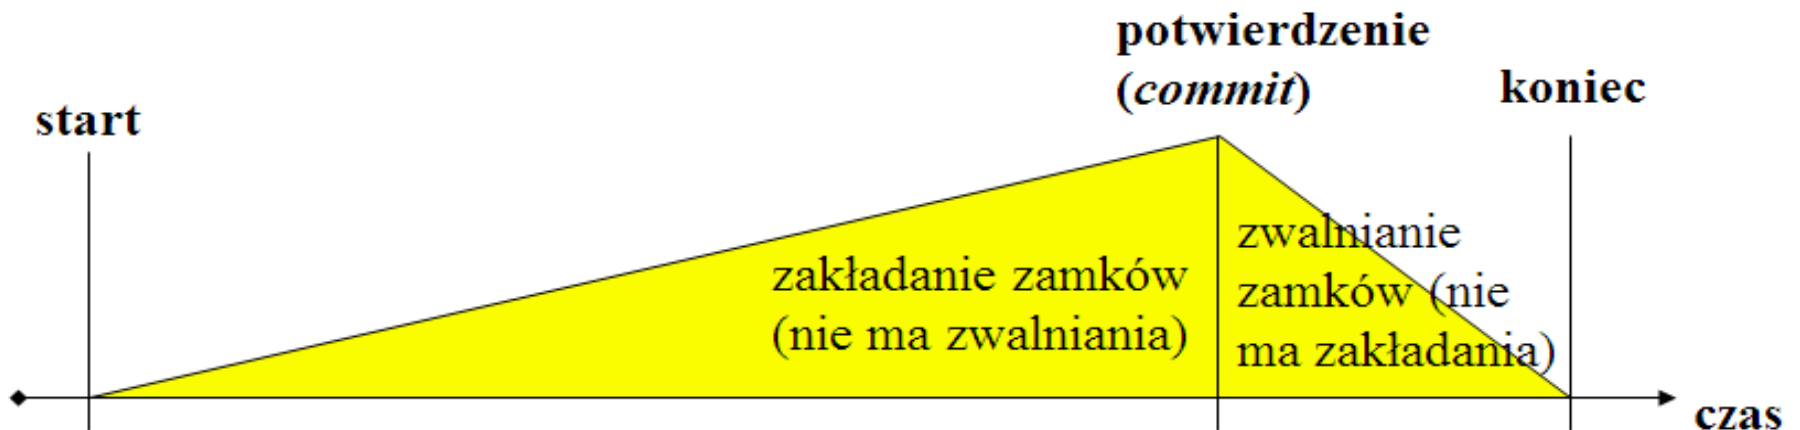 potwierdzenie
(commit)
koniec
start
zakładanie zamków
(nie ma zwalniania)
zwalnianie
zamków (nie
ma zakładania)
czas